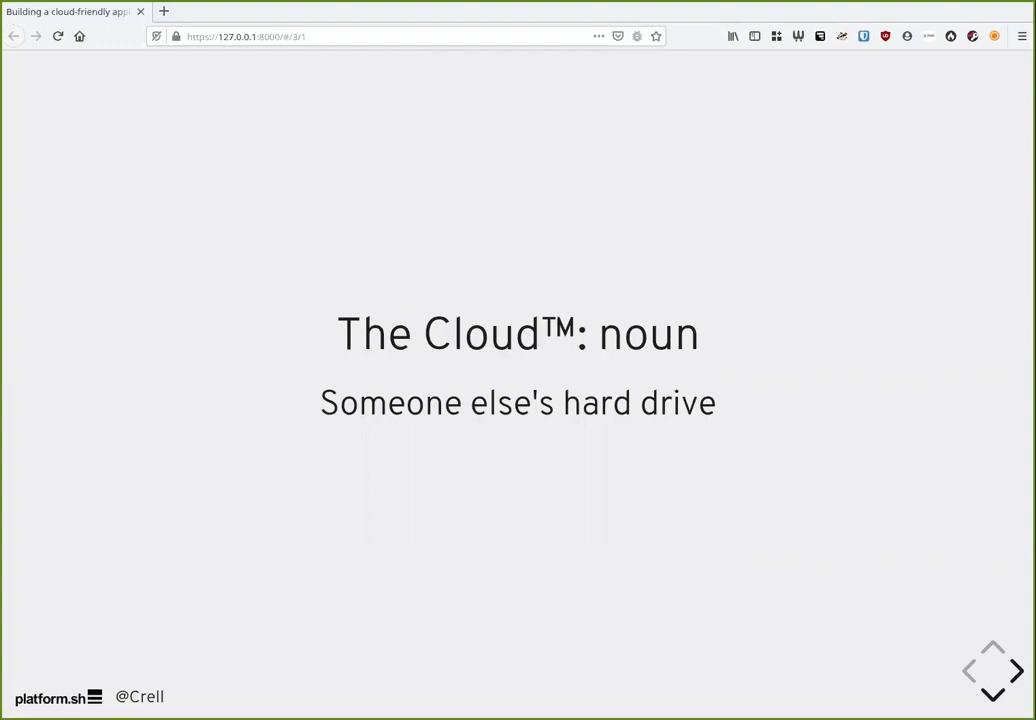 Building a cloud-friendly appl
https://127.0.0.1:8000/#/3/1
The Cloud™: noun
Someone else's hard drive
platform.sh @Crell